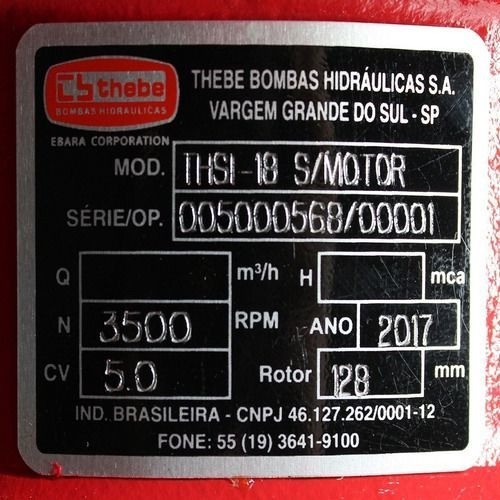 thebe
BOMBAS HIDRÁULICAS
EBARA CORPORATION
THEBE BOMBAS HIDRÁULICAS S.A.
VARGEM GRANDE DO SUL - SP
MOD. THSI-18 S/MOTOR
SÉRIE/OP. 005000568/00001
Q m³/h H mca
N 3500 RPM ANO 2017
CV 5.0 Rotor 128 mm
IND. BRASILEIRA - CNPJ 46.127.262/0001-12
FONE: 55 (19) 3641-9100